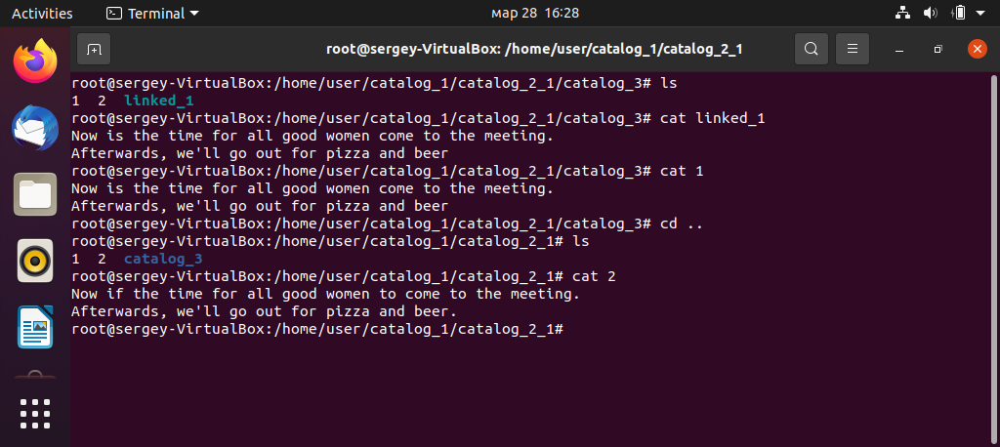 Activities Terminal мар 28 16:28
root@sergey-VirtualBox: /home/user/catalog_1/catalog_2_1
root@sergey-VirtualBox:/home/user/catalog_1/catalog_2_1/catalog_3# ls
1 2 linked_1
root@sergey-VirtualBox:/home/user/catalog_1/catalog_2_1/catalog_3# cat linked_1
Now is the time for all good women come to the meeting.
Afterwards, we'll go out for pizza and beer
root@sergey-VirtualBox:/home/user/catalog_1/catalog_2_1/catalog_3# cat 1
Now is the time for all good women come to the meeting.
Afterwards, we'll go out for pizza and beer
root@sergey-VirtualBox:/home/user/catalog_1/catalog_2_1/catalog_3# cd ..
root@sergey-VirtualBox:/home/user/catalog_1/catalog_2_1# ls
1 2 catalog_3
root@sergey-VirtualBox:/home/user/catalog_1/catalog_2_1# cat 2
Now if the time for all good women to come to the meeting.
Afterwards, we'll go out for pizza and beer.
root@sergey-VirtualBox:/home/user/catalog_1/catalog_2_1#